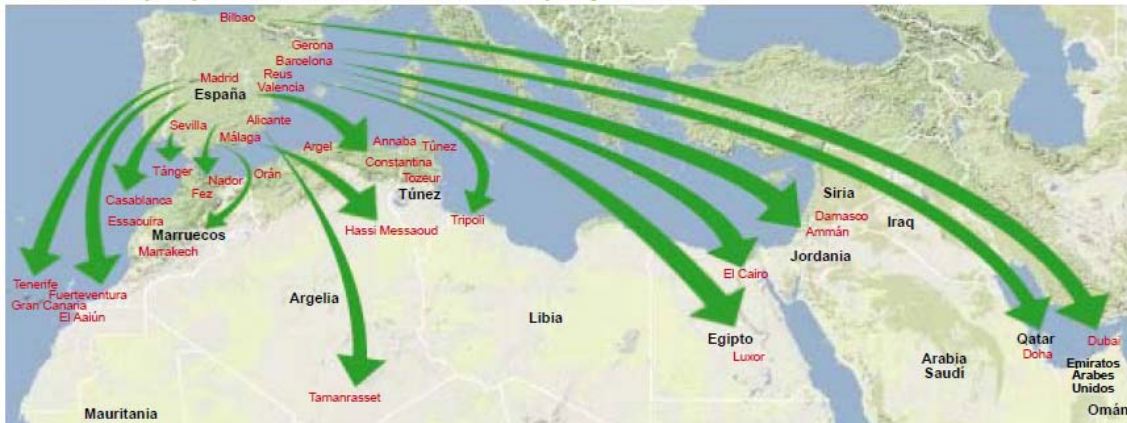 Bilbao
Gerona
Barcelona
Reus
Madrid
Valencia
España
Alicante
Sevilla
Málaga
Annaba
Túnez
Argel
Constantina
Tánger
Orán
Tozeur
Nador
Fez
Túnez
Siria
Casablanca
Damasco
Iraq
Essaouira
Tripoli
Ammán
Marruecos
Hassi Messaoud
Marrakech
Jordania
El Cairo
Tenerife
Fuerteventura
Gran Canaria
Argelia
El Aaiún
Libia
Egipto
Qatar
Dubai
Luxor
Doha
Arabia
Saudí
Emiratos
Arabes
Unidos
Tamanrasset
Mauritania
Omán